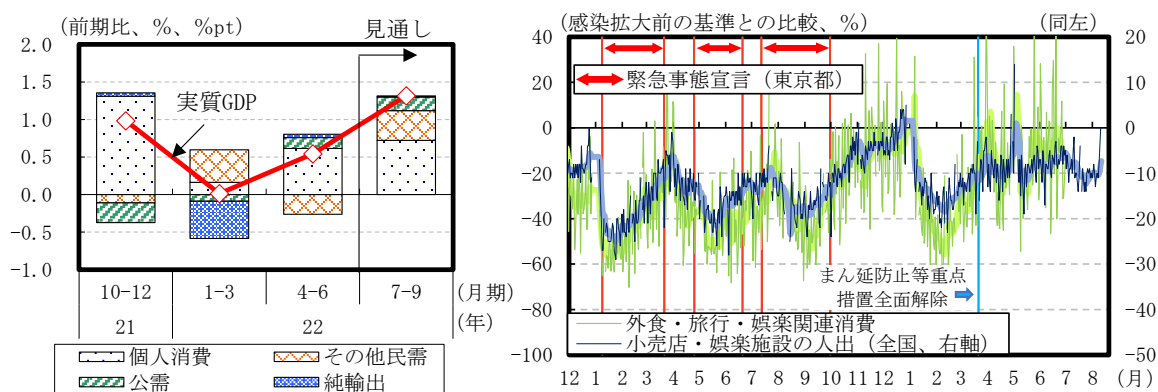 (前期比、%、%pt)
見通し
2.0
1.5
1.0
0.5
0.0
−0.5
−1.0
実質GDP
10-12 1-3 4-6 7-9 (月期)
21 22 (年)
個人消費 その他民需
公需 純輸出
(感染拡大前の基準との比較、%) (同左)
40 20
20 10
0 0
−20 −10
−40 −20
−60 −30
−80 −40
−100 −50
緊急事態宣言(東京都)
まん延防止等重点
措置全面解除
外食・旅行・娯楽関連消費
小売店・娯楽施設の人出(全国、右軸)
12 1 2 3 4 5 6 7 8 9 10 11 12 1 2 3 4 5 6 7 8 (月)